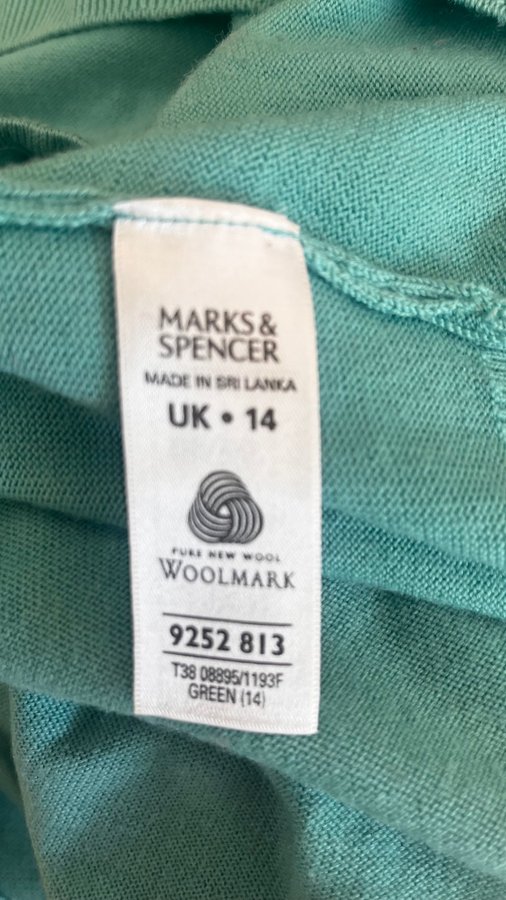 MARKS &
SPENCER
MADE IN SRI LANKA
UK • 14
PURE NEW WOOL
WOOLMARK
9252 813
T38 08895/1193F
GREEN (14)